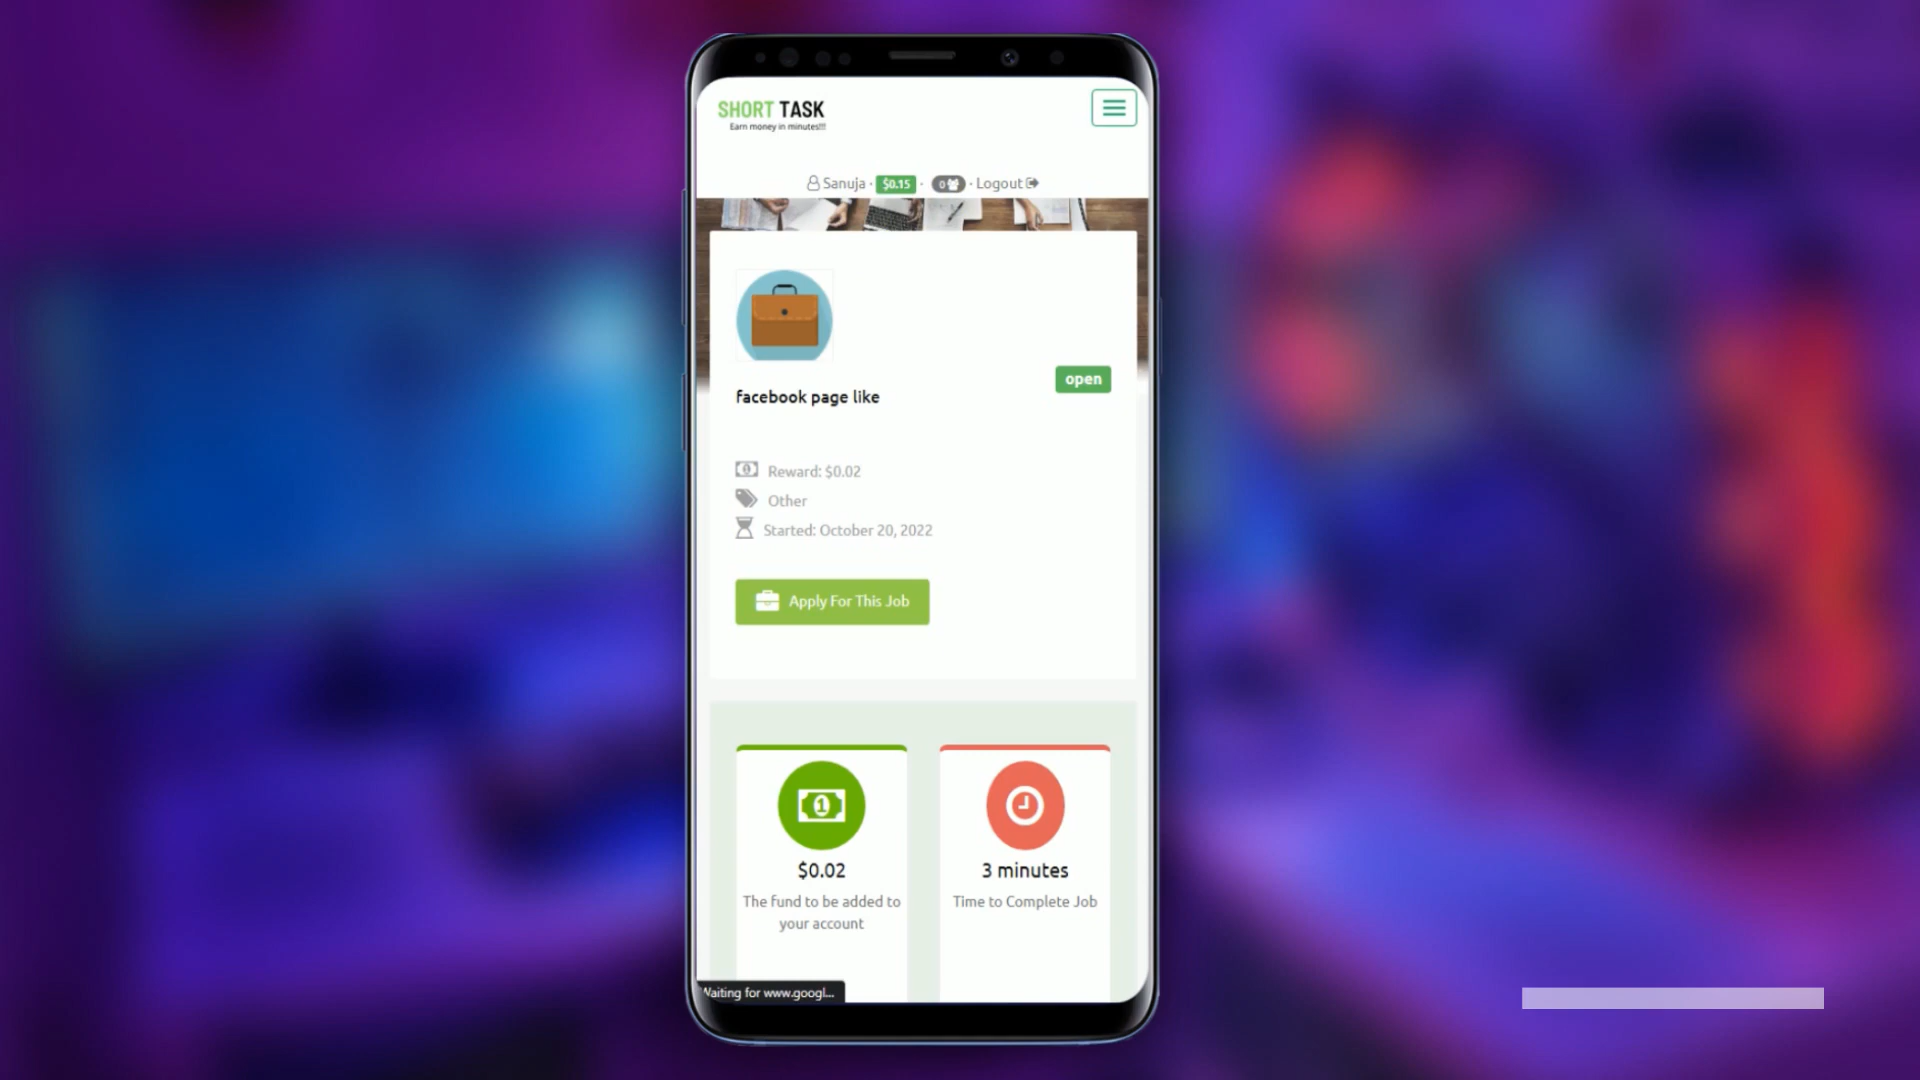 SHORT TASK
Earn money in minutes!!!
Sanuja · $0.15 · 0 · Logout
facebook page like
open
Reward: $0.02
Other
Started: October 20, 2022
Apply For This Job
$0.02
The fund to be added to
your account
3 minutes
Time to Complete Job
Waiting for www.googl...